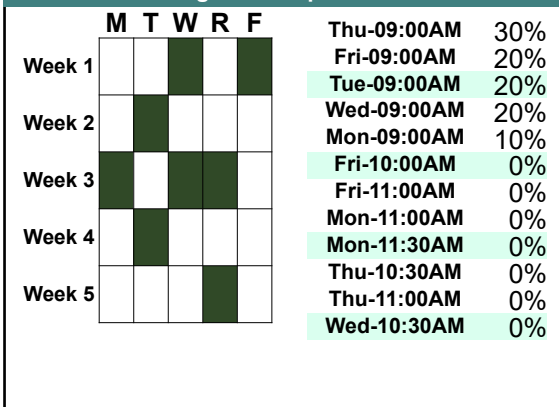 M T W R F
Week 1
Week 2
Week 3
Week 4
Week 5
Thu-09:00AM 30%
Fri-09:00AM 20%
Tue-09:00AM 20%
Wed-09:00AM 20%
Mon-09:00AM 10%
Fri-10:00AM 0%
Fri-11:00AM 0%
Mon-11:00AM 0%
Mon-11:30AM 0%
Thu-10:30AM 0%
Thu-11:00AM 0%
Wed-10:30AM 0%